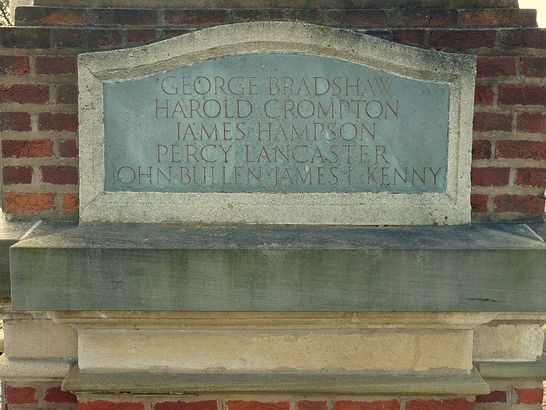 GEORGE BRADSHAW
HAROLD CROMPTON
JAMES HAMPSON
PERCY LANCASTER
JOHN BULLEN JAMES I. KENNY